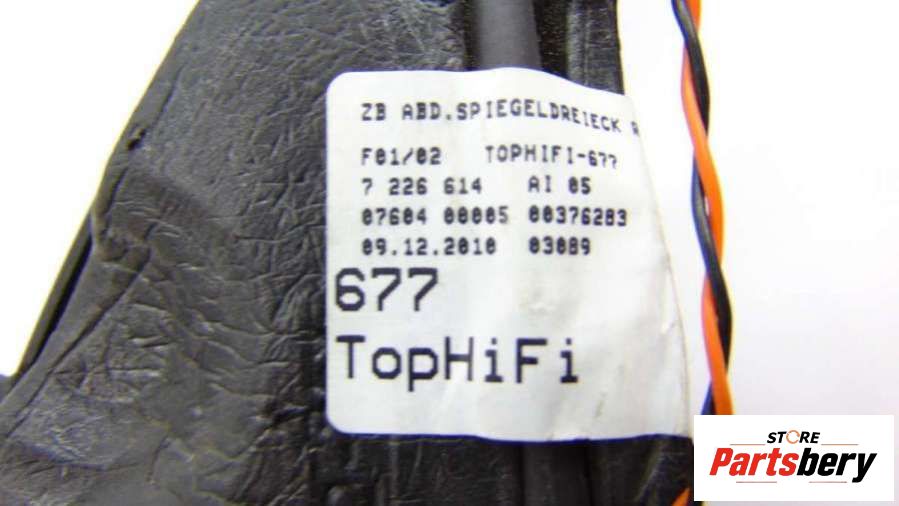 ZB ABD.SPIEGELDREIECK R
F01/02 TOPHIFI-677
7 226 614 AI 05
07604 00005 00376283
09.12.2010 03089
677
TopHiFi
STORE
Partsbery